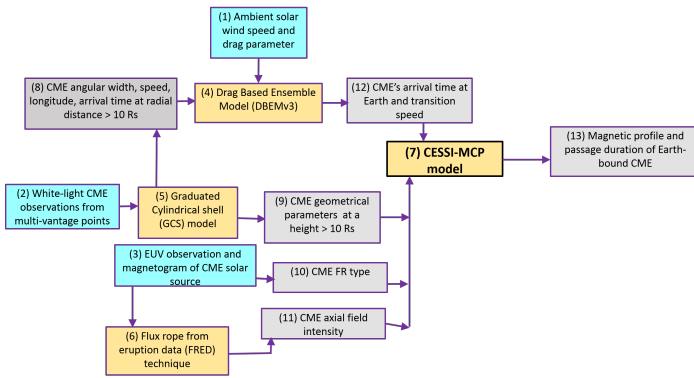 (1) Ambient solar
wind speed and
drag parameter
(8) CME angular width, speed,
longitude, arrival time at radial
distance > 10 Rs
(4) Drag Based Ensemble
Model (DBEMv3)
(12) CME's arrival time at
Earth and transition
speed
(7) CESSI-MCP
model
(13) Magnetic profile and
passage duration of Earth-
bound CME
(2) White-light CME
observations from
multi-vantage points
(5) Graduated
Cylindrical shell
(GCS) model
(9) CME geometrical
parameters at a
height > 10 Rs
(3) EUV observation and
magnetogram of CME solar
source
(10) CME FR type
(11) CME axial field
intensity
(6) Flux rope from
eruption data (FRED)
technique